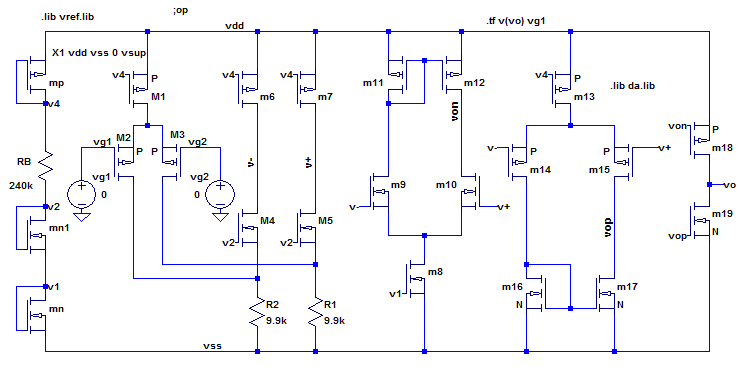 .lib vref.lib
;op
.tf v(vo) vg1
vdd
X1 vdd vss 0 vsup
mp
v4
v4
P
M1
v4
m6
v4
m7
m11
m12
v4
P
m13
.lib da.lib
von
P
m18
von
vg1
M2
P
M3
P
vg2
RB
240k
vg1
0
vg2
0
v-
v+
m9
v-
m10
v+
v-
P
m14
P
m15
v+
vo
v2
mn1
v2
M4
v2
M5
vop
vop
m19
N
v1
mn
R2
9.9k
R1
9.9k
m8
v1
m16
N
m17
N
vss